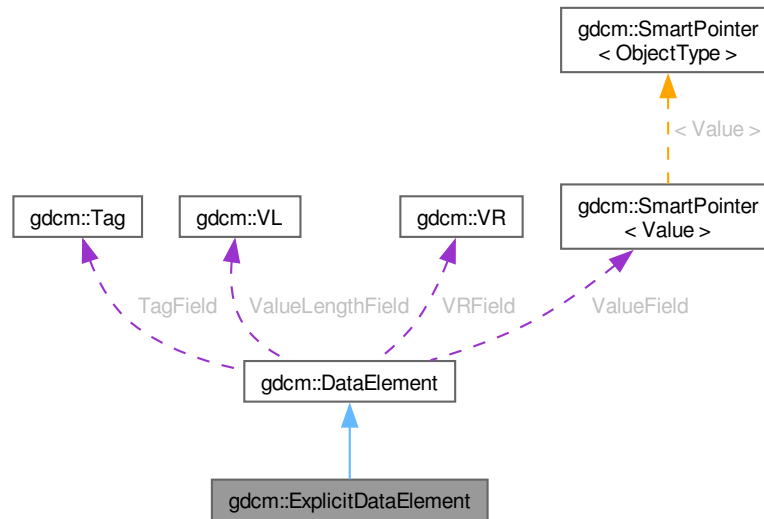 gdcm::SmartPointer
< ObjectType >
< Value >
gdcm::Tag
gdcm::VL
gdcm::VR
gdcm::SmartPointer
< Value >
TagField
ValueLengthField
VRField
ValueField
gdcm::DataElement
gdcm::ExplicitDataElement